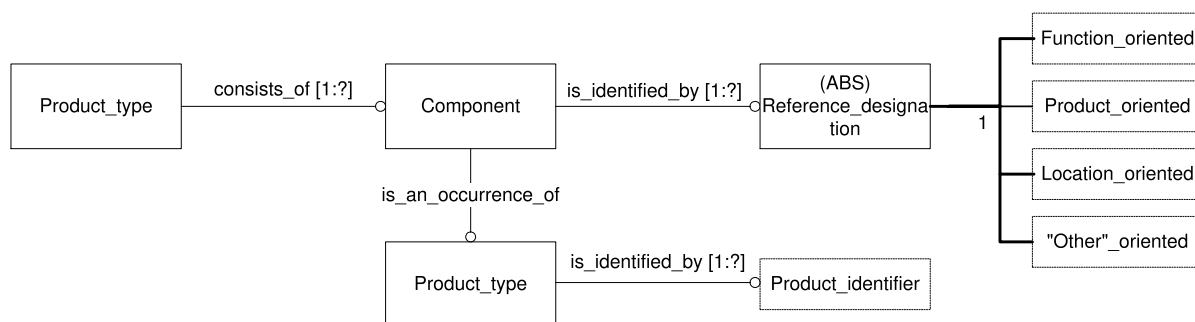 Function_oriented
(ABS)
consists_of [1:?]
is_identified_by [1:?]
Product_type
Component
Reference_designa
tion
Product_oriented
1
Location_oriented
is_an_occurrence_of
"Other"_oriented
is_identified_by [1:?]
Product_type
Product_identifier